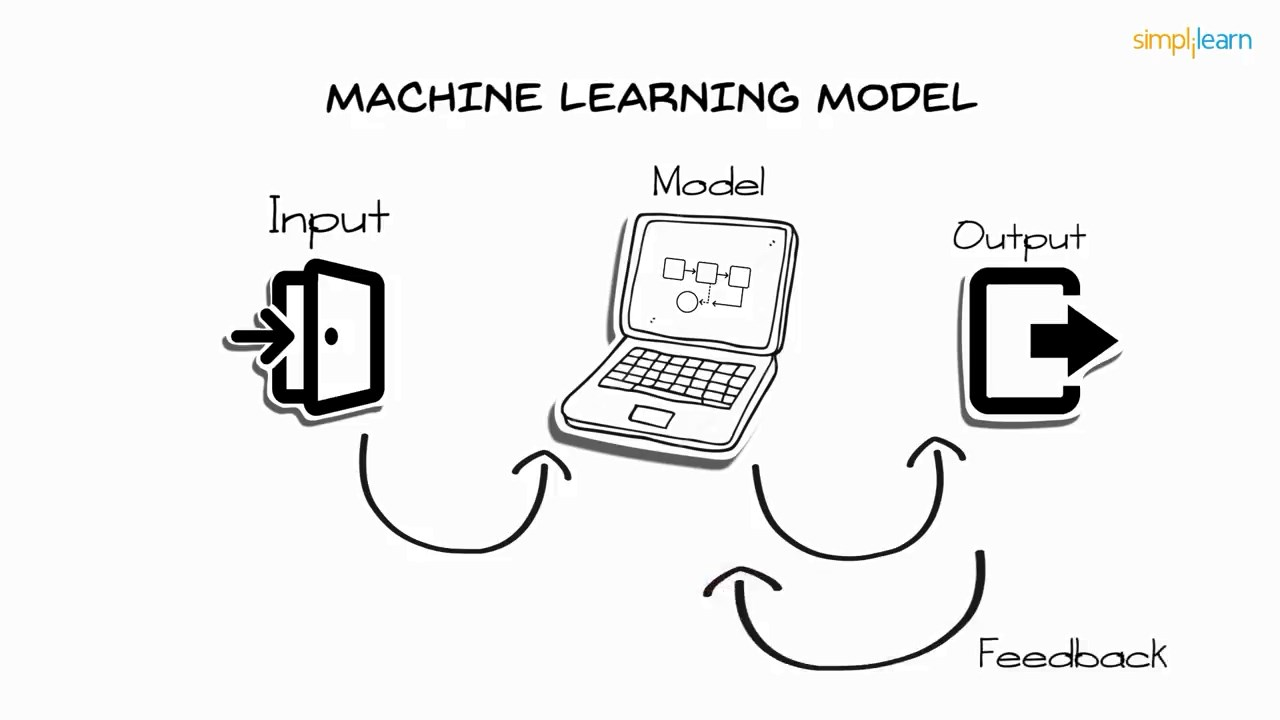 simplilearn
MACHINE LEARNING MODEL
Model
Input
Output
Feedback